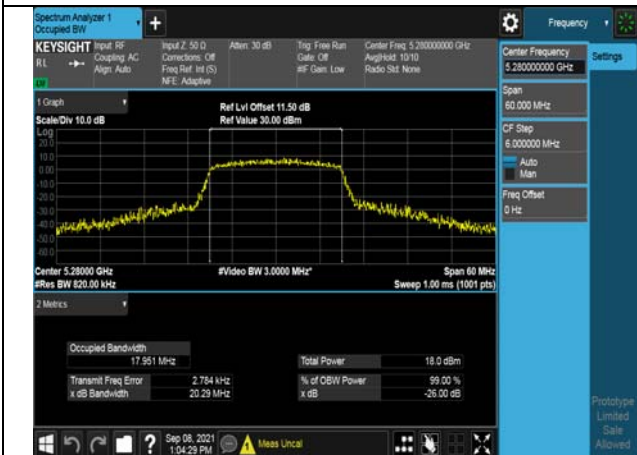 Spectrum Analyzer 1
Occupied BW
+
Frequency
KEYSIGHT
RL
Input: RF
Coupling: AC
Align: Auto
Input Z: 50 Ω
Corrections: Off
Freq Ref: Int (S)
NFE: Adaptive
Atten: 30 dB
Trig: Free Run
Gate: Off
#IF Gain: Low
Center Freq: 5.280000000 GHz
Avg|Hold: 10/10
Radio Std: None
1 Graph
Scale/Div 10.0 dB
Ref Lvl Offset 11.50 dB
Ref Value 30.00 dBm
Log
20.0
10.0
0.00
-10.0
-20.0
-30.0
-40.0
-50.0
-60.0
Center 5.28000 GHz
#Video BW 3.0000 MHz*
Span 60 MHz
#Res BW 820.00 kHz
Sweep 1.00 ms (1001 pts)
2 Metrics
Occupied Bandwidth
17.951 MHz
Total Power 18.0 dBm
Transmit Freq Error 2.784 kHz
% of OBW Power 99.00 %
x dB Bandwidth 20.29 MHz
x dB -26.00 dB
Center Frequency
5.280000000 GHz
Settings
Span
60.000 MHz
CF Step
6.000000 MHz
Auto
Man
Freq Offset
0 Hz
Prototype
Limited
Sale
Allowed
?
Sep 08, 2021
1:04:29 PM
Meas Uncal